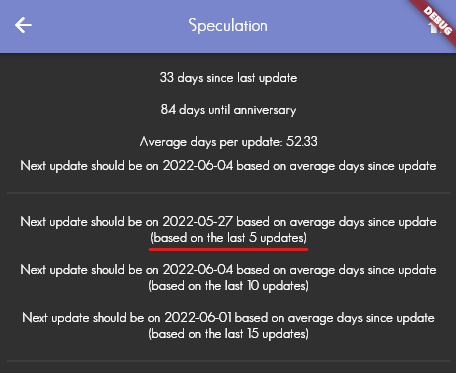 Speculation
DEBUG
33 days since last update
84 days until anniversary
Average days per update: 52.33
Next update should be on 2022-06-04 based on average days since update
Next update should be on 2022-05-27 based on average days since update
(based on the last 5 updates)
Next update should be on 2022-06-04 based on average days since update
(based on the last 10 updates)
Next update should be on 2022-06-01 based on average days since update
(based on the last 15 updates)